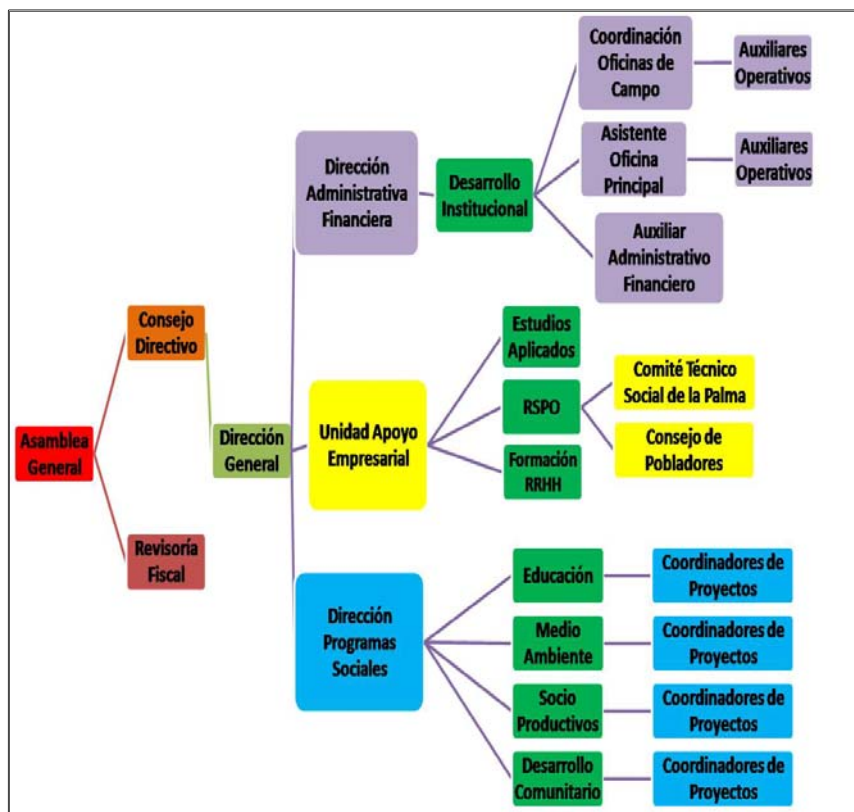 Asamblea
General
Consejo
Directivo
Revisoría
Fiscal
Dirección
General
Dirección
Administrativa
Financiera
Desarrollo
Institucional
Coordinación
Oficinas de
Campo
Auxiliares
Operativos
Asistente
Oficina
Principal
Auxiliares
Operativos
Auxiliar
Administrativo
Financiero
Unidad Apoyo
Empresarial
Estudios
Aplicados
RSPO
Comité Técnico
Social de la Palma
Consejo de
Pobladores
Formación
RRHH
Dirección
Programas
Sociales
Educación
Coordinadores de
Proyectos
Medio
Ambiente
Coordinadores de
Proyectos
Socio
Productivos
Coordinadores de
Proyectos
Desarrollo
Comunitario
Coordinadores de
Proyectos